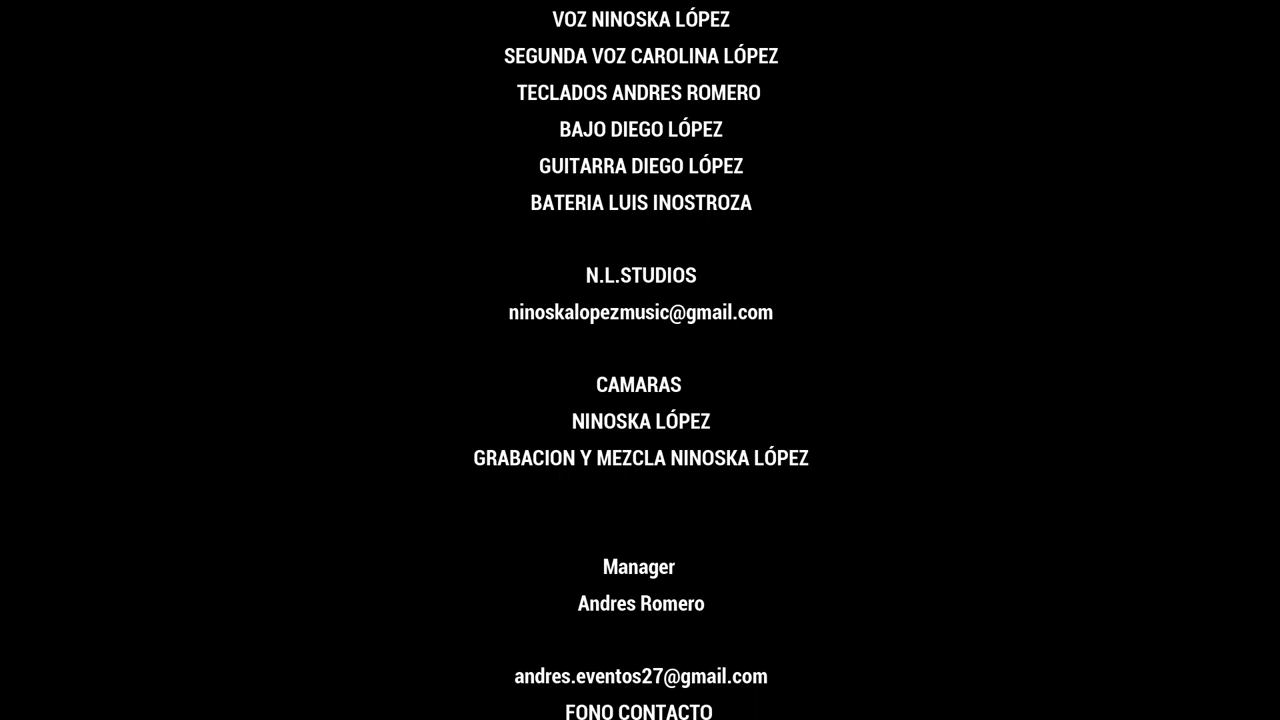 VOZ NINOSKA LÓPEZ
SEGUNDA VOZ CAROLINA LÓPEZ
TECLADOS ANDRES ROMERO
BAJO DIEGO LÓPEZ
GUITARRA DIEGO LÓPEZ
BATERIA LUIS INOSTROZA
N.L.STUDIOS
ninoskalopezmusic@gmail.com
CAMARAS
NINOSKA LÓPEZ
GRABACION Y MEZCLA NINOSKA LÓPEZ
Manager
Andres Romero
andres.eventos27@gmail.com
FONO CONTACTO